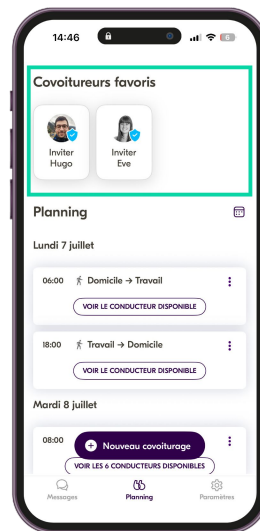 14:46
6
Covoitureurs favoris
Inviter
Hugo
Inviter
Eve
Planning
Lundi 7 juillet
06:00 Domicile → Travail
VOIR LE CONDUCTEUR DISPONIBLE
18:00 Travail → Domicile
VOIR LE CONDUCTEUR DISPONIBLE
Mardi 8 juillet
08:00
+ Nouveau covoiturage
VOIR LES 6 CONDUCTEURS DISPONIBLES
Messages Planning Paramètres